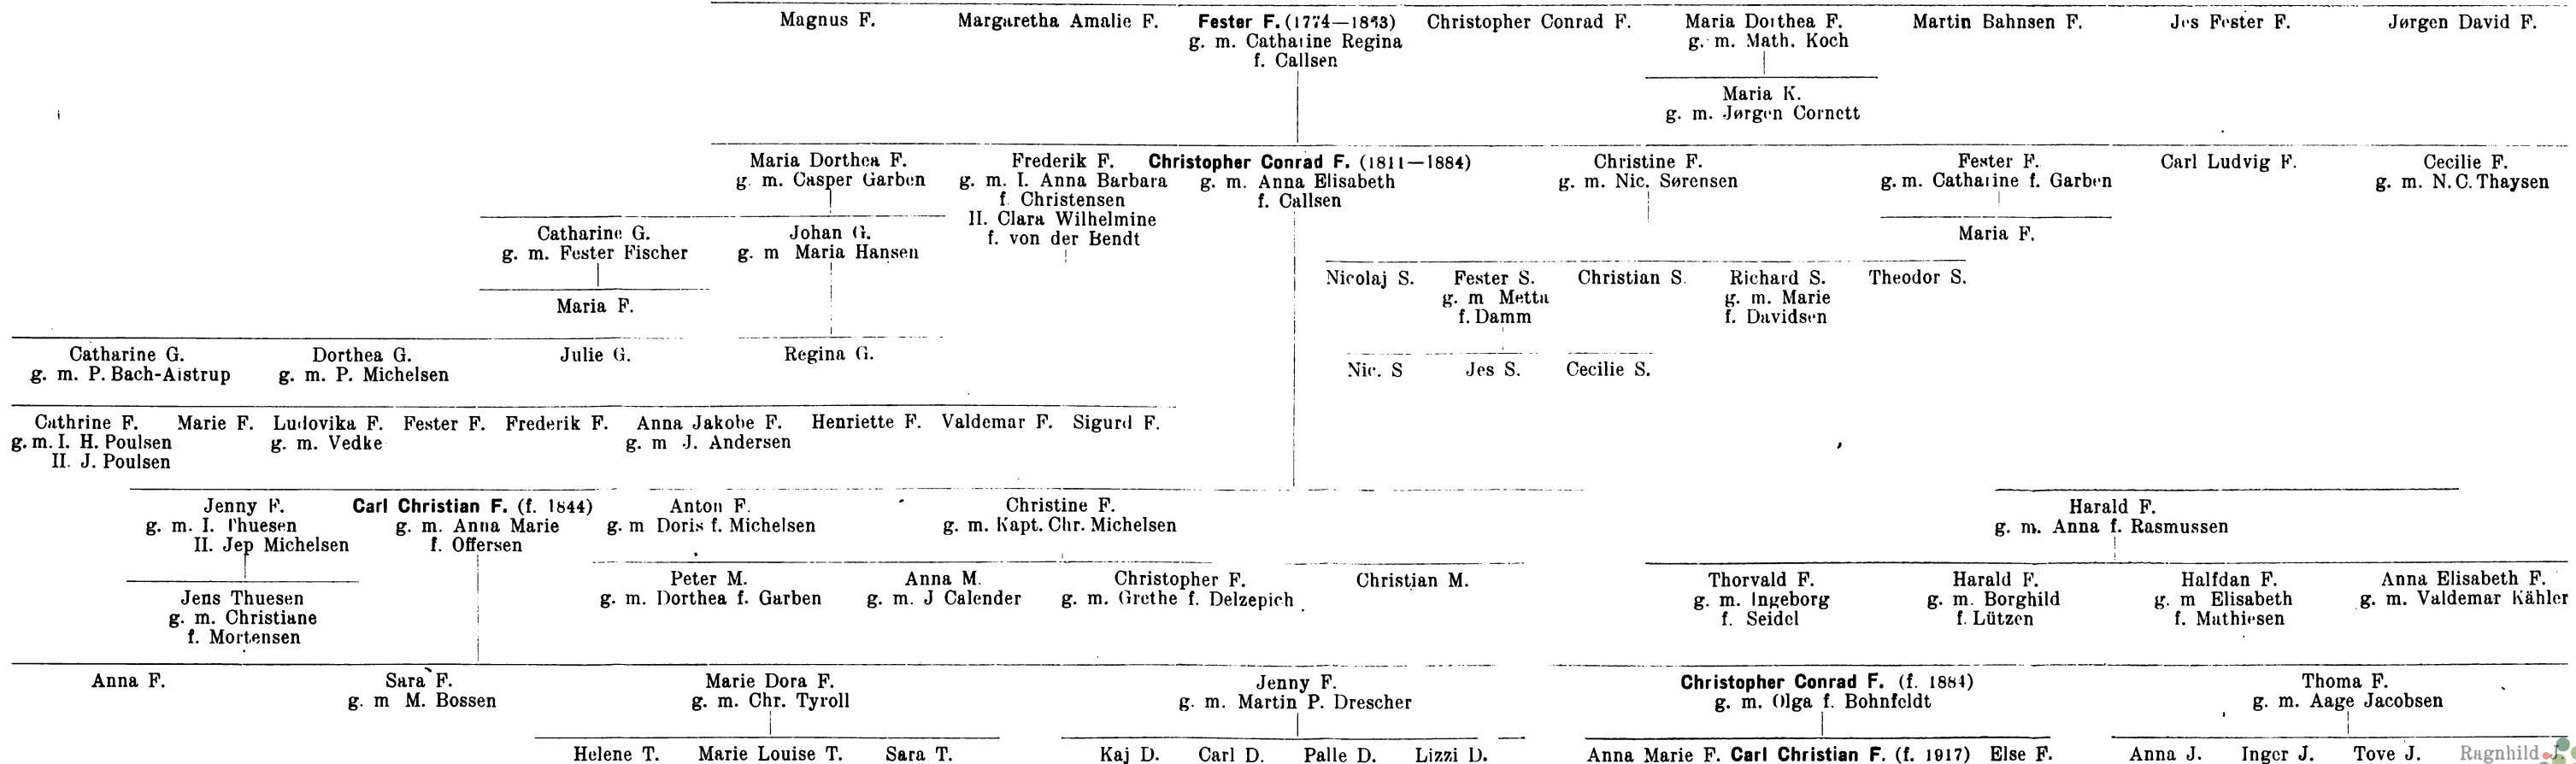 Magnus F. Margaretha Amalie F. Fester F. (1774—1853) Christopher Conrad F. Maria Dorthea F. Martin Bahnsen F. Jes Fester F. Jørgen David F.
g. m. Catharine Regina g. m. Math. Koch
f. Callsen
Maria K.
g. m. Jørgen Cornett
Maria Dorthea F. Frederik F. Christopher Conrad F. (1811—1884) Christine F. Fester F. Carl Ludvig F. Cecilie F.
g. m. Casper Garben g. m. I. Anna Barbara g. m. Anna Elisabeth g. m. Nic. Sørensen g. m. Catharine f. Garben g. m. N. C. Thaysen
f. Christensen f. Callsen
II. Clara Wilhelmine
Catharine G. Johan G. f. von der Bendt Maria F.
g. m. Fester Fischer g. m Maria Hansen
Nicolaj S. Fester S. Christian S. Richard S. Theodor S.
g. m Metta g. m. Marie
Maria F. f. Damm f. Davidsen
Catharine G. Dorthea G. Julie G. Regina G.
g. m. P. Bach-Aistrup g. m. P. Michelsen Nic. S Jes S. Cecilie S.
Cathrine F. Marie F. Ludovika F. Fester F. Frederik F. Anna Jakobe F. Henriette F. Valdemar F. Sigurd F.
g. m. I. H. Poulsen g. m. Vedke g. m J. Andersen
II. J. Poulsen
Jenny F. Carl Christian F. (f. 1844) Anton F. Christine F. Harald F.
g. m. I. Thuesen g. m. Anna Marie g. m Doris f. Michelsen g. m. Kapt. Chr. Michelsen g. m. Anna f. Rasmussen
II. Jep Michelsen f. Offersen
Peter M. Anna M. Christopher F. Christian M. Thorvald F. Harald F. Halfdan F. Anna Elisabeth F.
Jens Thuesen g. m. Dorthea f. Garben g. m. J Calender g. m. Grethe f. Delzepich g. m. Ingeborg g. m. Borghild g. m Elisabeth g. m. Valdemar Kähler
g. m. Christiane f. Seidel f. Lützen f. Mathiesen
f. Mortensen
Anna F. Sara F. Marie Dora F. Jenny F. Christopher Conrad F. (f. 1884) Thoma F.
g. m M. Bossen g. m. Chr. Tyroll g. m. Martin P. Drescher g. m. Olga f. Bohnfeldt g. m. Aage Jacobsen
Helene T. Marie Louise T. Sara T. Kaj D. Carl D. Palle D. Lizzi D. Anna Marie F. Carl Christian F. (f. 1917) Else F. Anna J. Inger J. Tove J. Ragnhild J.